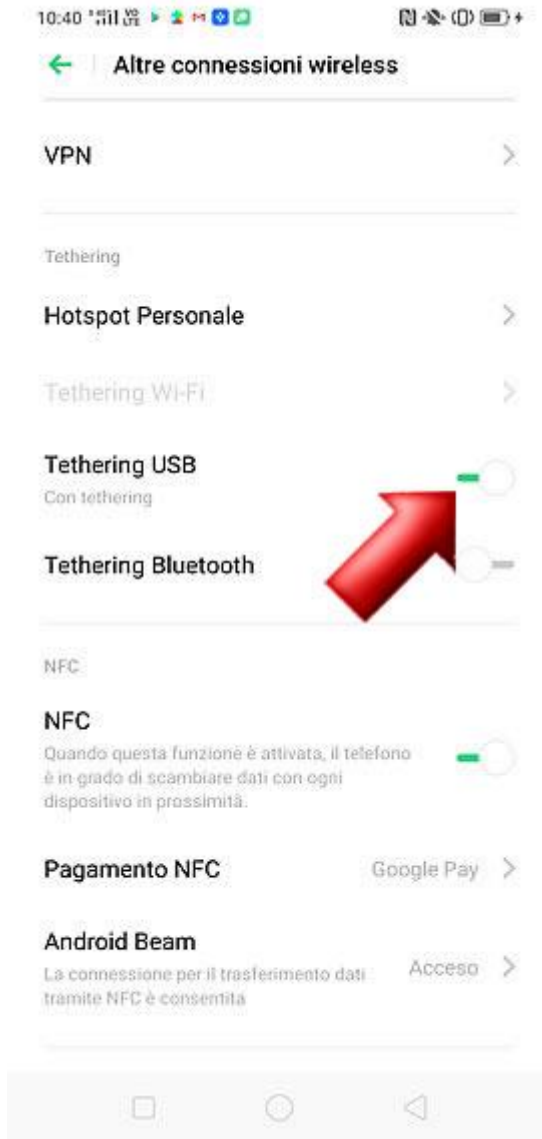 10:40
Altre connessioni wireless
VPN
Tethering
Hotspot Personale
Tethering Wi-Fi
Tethering USB
Con tethering
Tethering Bluetooth
NFC
NFC
Quando questa funzione è attivata, il telefono
è in grado di scambiare dati con ogni
dispositivo in prossimità.
Pagamento NFC
Google Pay
Android Beam
La connessione per il trasferimento dati
tramite NFC è consentita
Acceso